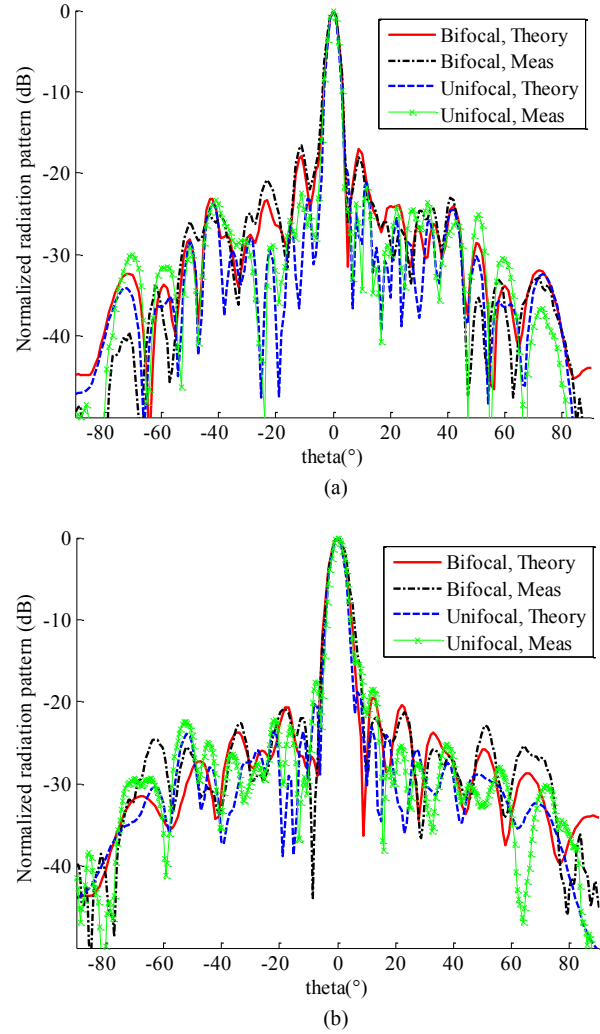 0
-10
-20
-30
-40
Normalized radiation pattern (dB)
Bifocal, Theory
Bifocal, Meas
Unifocal, Theory
Unifocal, Meas
-80 -60 -40 -20 0 20 40 60 80
theta(°)
(a)
0
-10
-20
-30
-40
Normalized radiation pattern (dB)
Bifocal, Theory
Bifocal, Meas
Unifocal, Theory
Unifocal, Meas
-80 -60 -40 -20 0 20 40 60 80
theta(°)
(b)